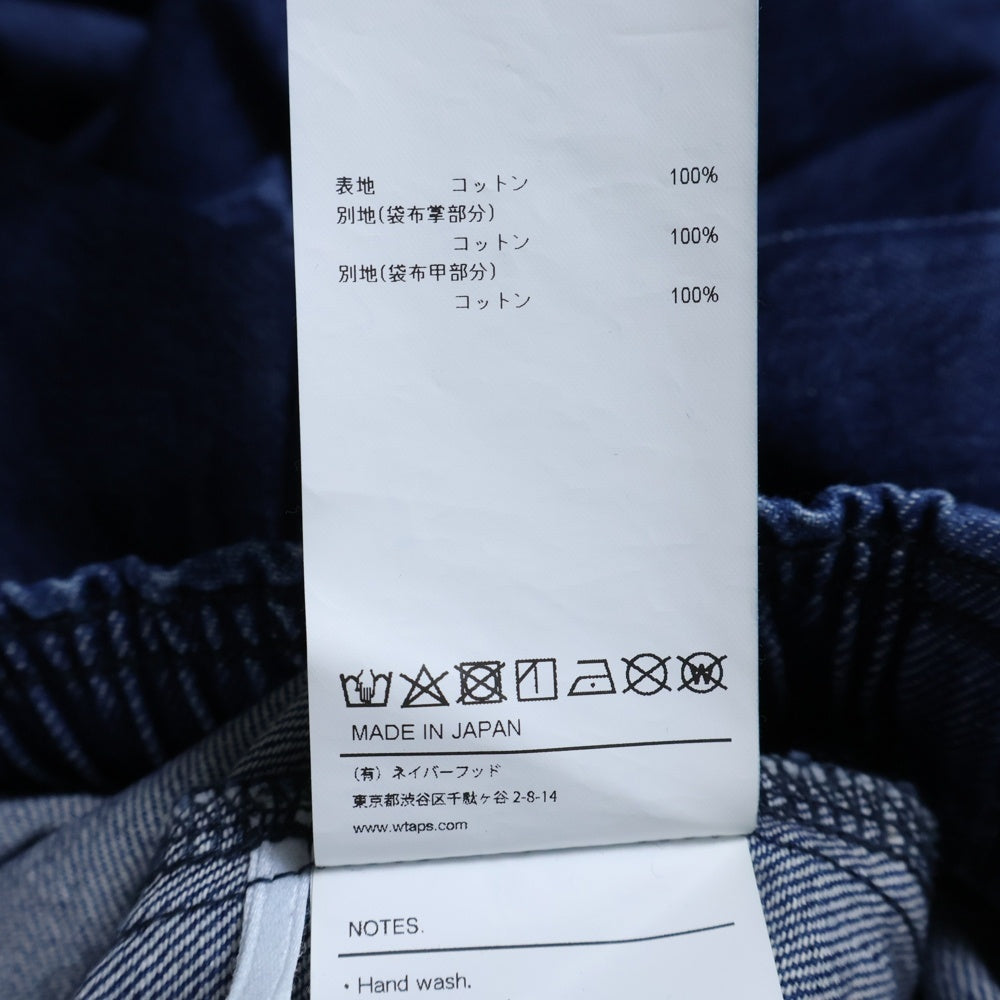 表地 コットン 100%
別地(袋布掌部分)
コットン 100%
別地(袋布甲部分)
コットン 100%
W
MADE IN JAPAN
(有) ネイバーフッド
東京都渋谷区千駄ヶ谷 2-8-14
www.wtaps.com
NOTES.
・Hand wash.